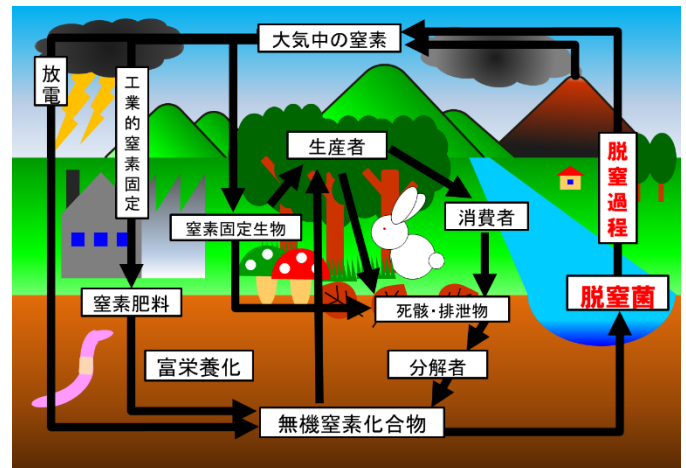 大気中の窒素
放電
工業的窒素固定
生産者
脱窒過程
窒素固定生物
消費者
窒素肥料
死骸・排泄物
脱窒菌
富栄養化
分解者
無機窒素化合物